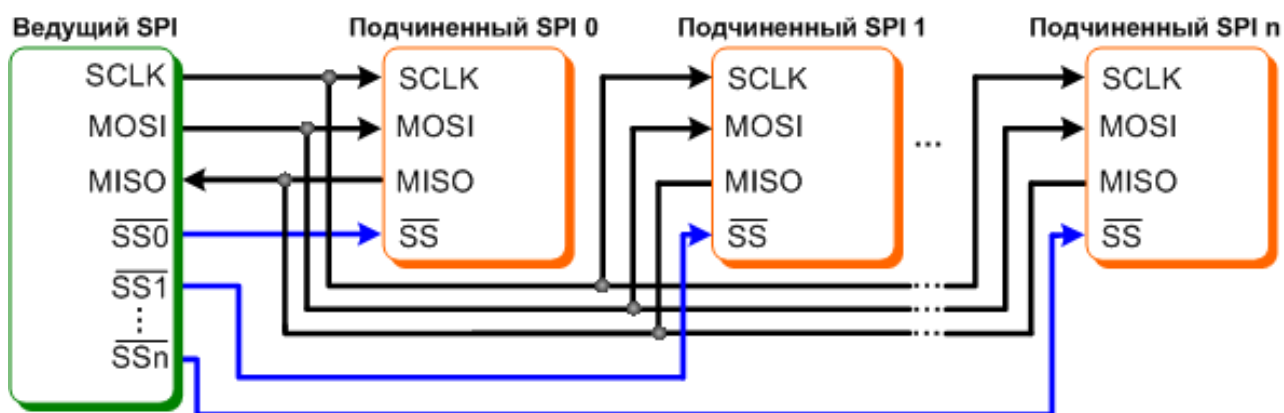 Ведущий SPI
SCLK
MOSI
MISO
SS0
SS1
⋮
SSn
Подчиненный SPI 0
SCLK
MOSI
MISO
SS
Подчиненный SPI 1
SCLK
MOSI
MISO
SS
...
Подчиненный SPI n
SCLK
MOSI
MISO
SS